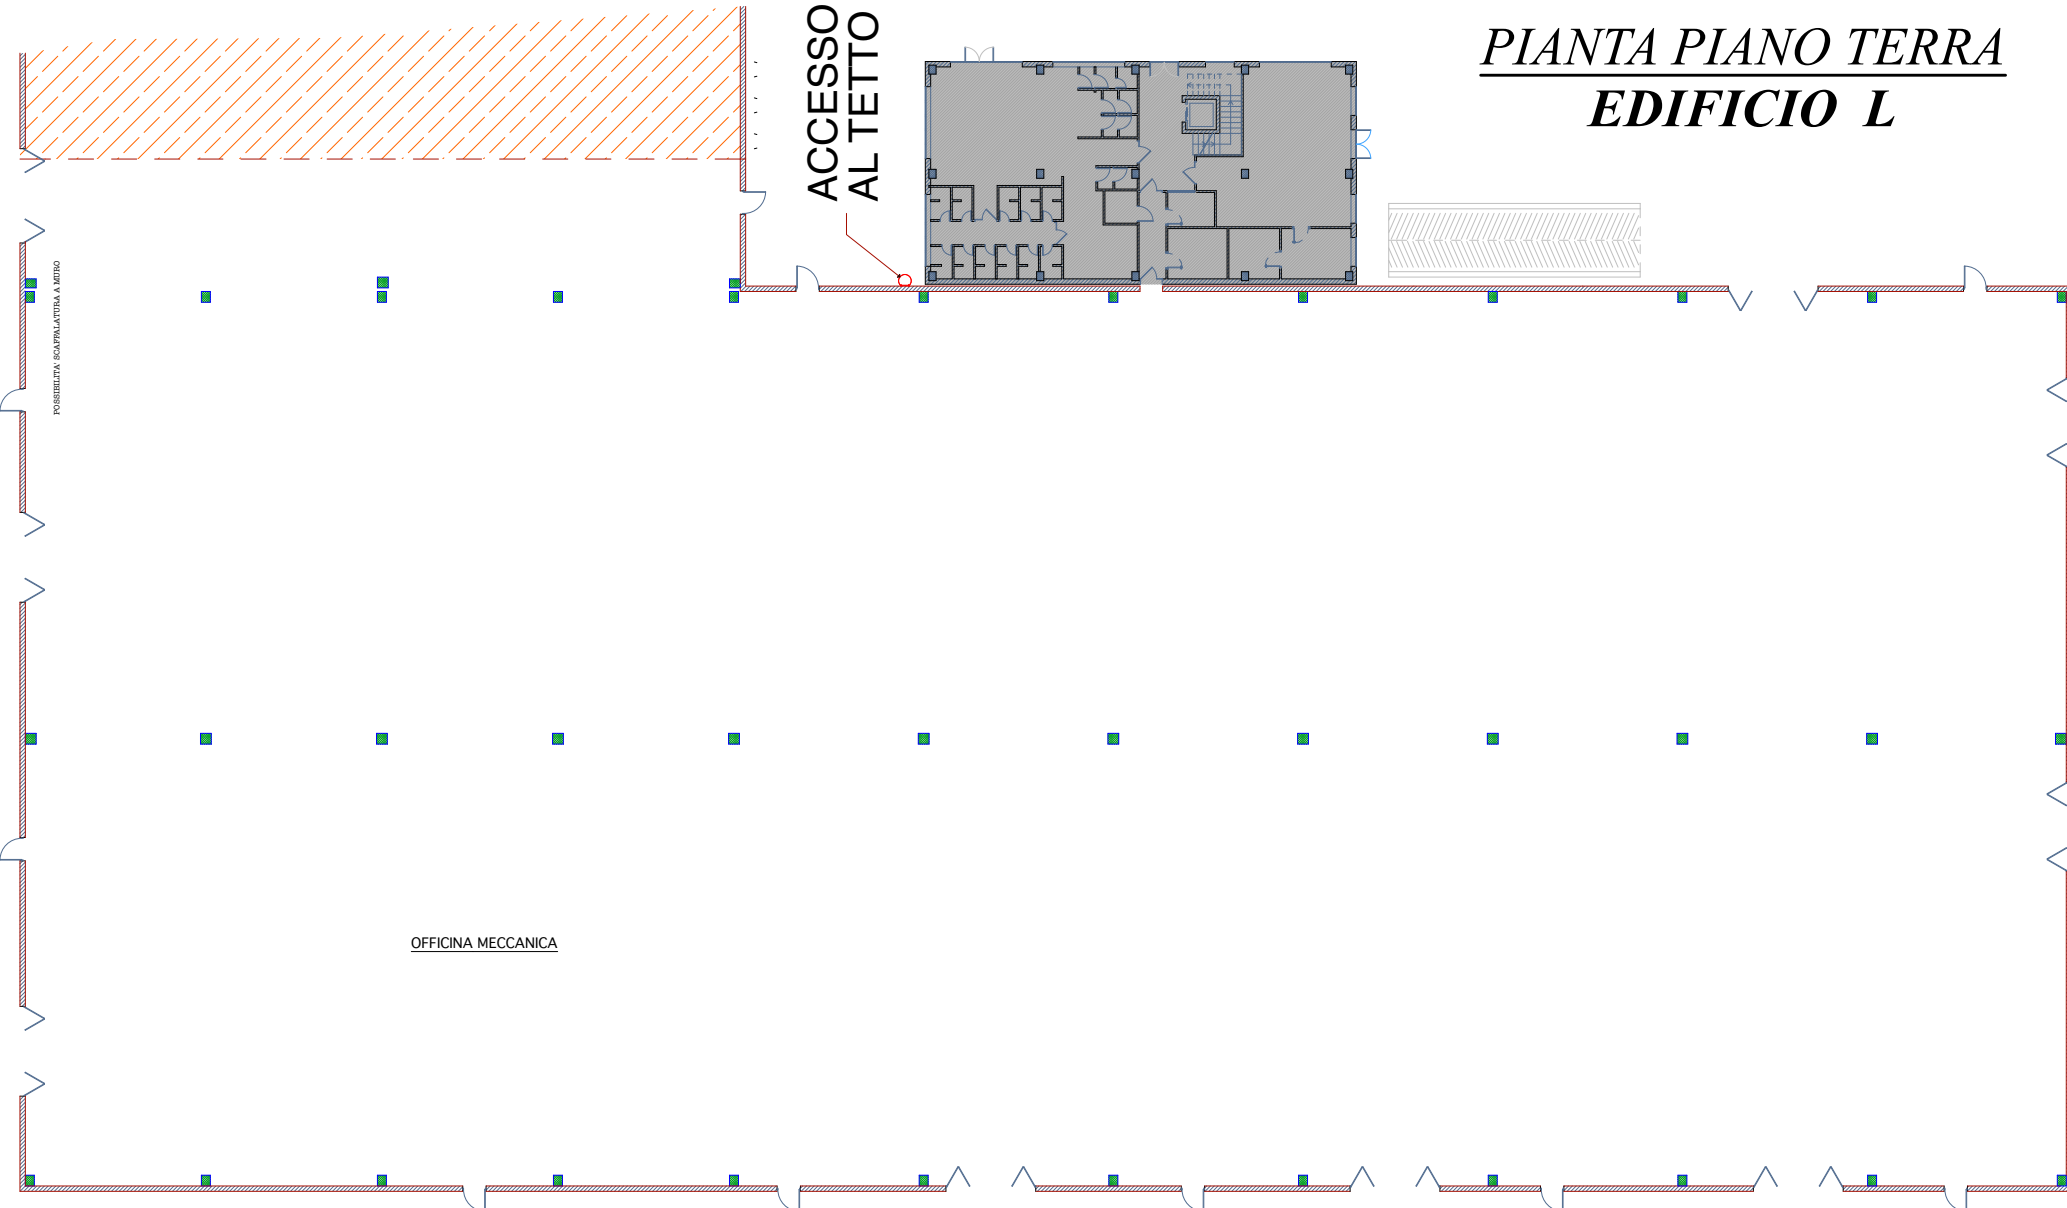 ACCESSO
AL TETTO
PIANTA PIANO TERRA
EDIFICIO L
POSSIBILITA' SCAFFALATURA A MURO
OFFICINA MECCANICA